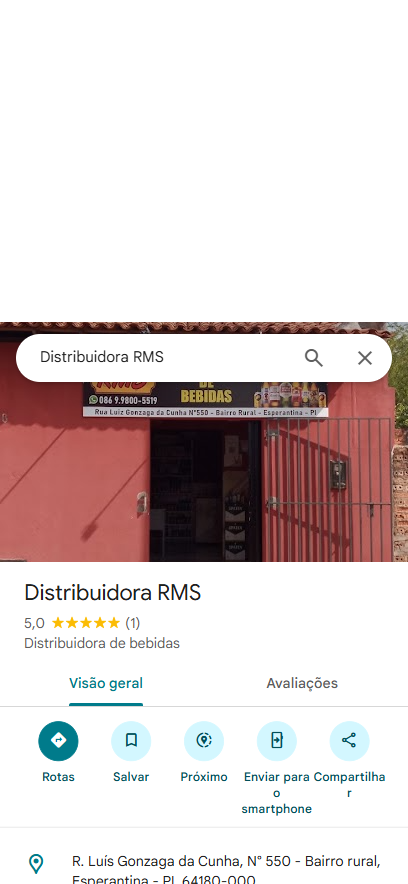 Distribuidora RMS
RMS DE
086 9.9800-5519 BEBIDAS
Rua Luiz Gonzaga da Cunha N°550 - Bairro Rural - Esperantina - PI
Distribuidora RMS
5,0 (1)
Distribuidora de bebidas
Visão geral Avaliações
Rotas Salvar Próximo Enviar para Compartilha
o r
smartphone
R. Luís Gonzaga da Cunha, N° 550 - Bairro rural,
Esperantina - PI, 64180-000